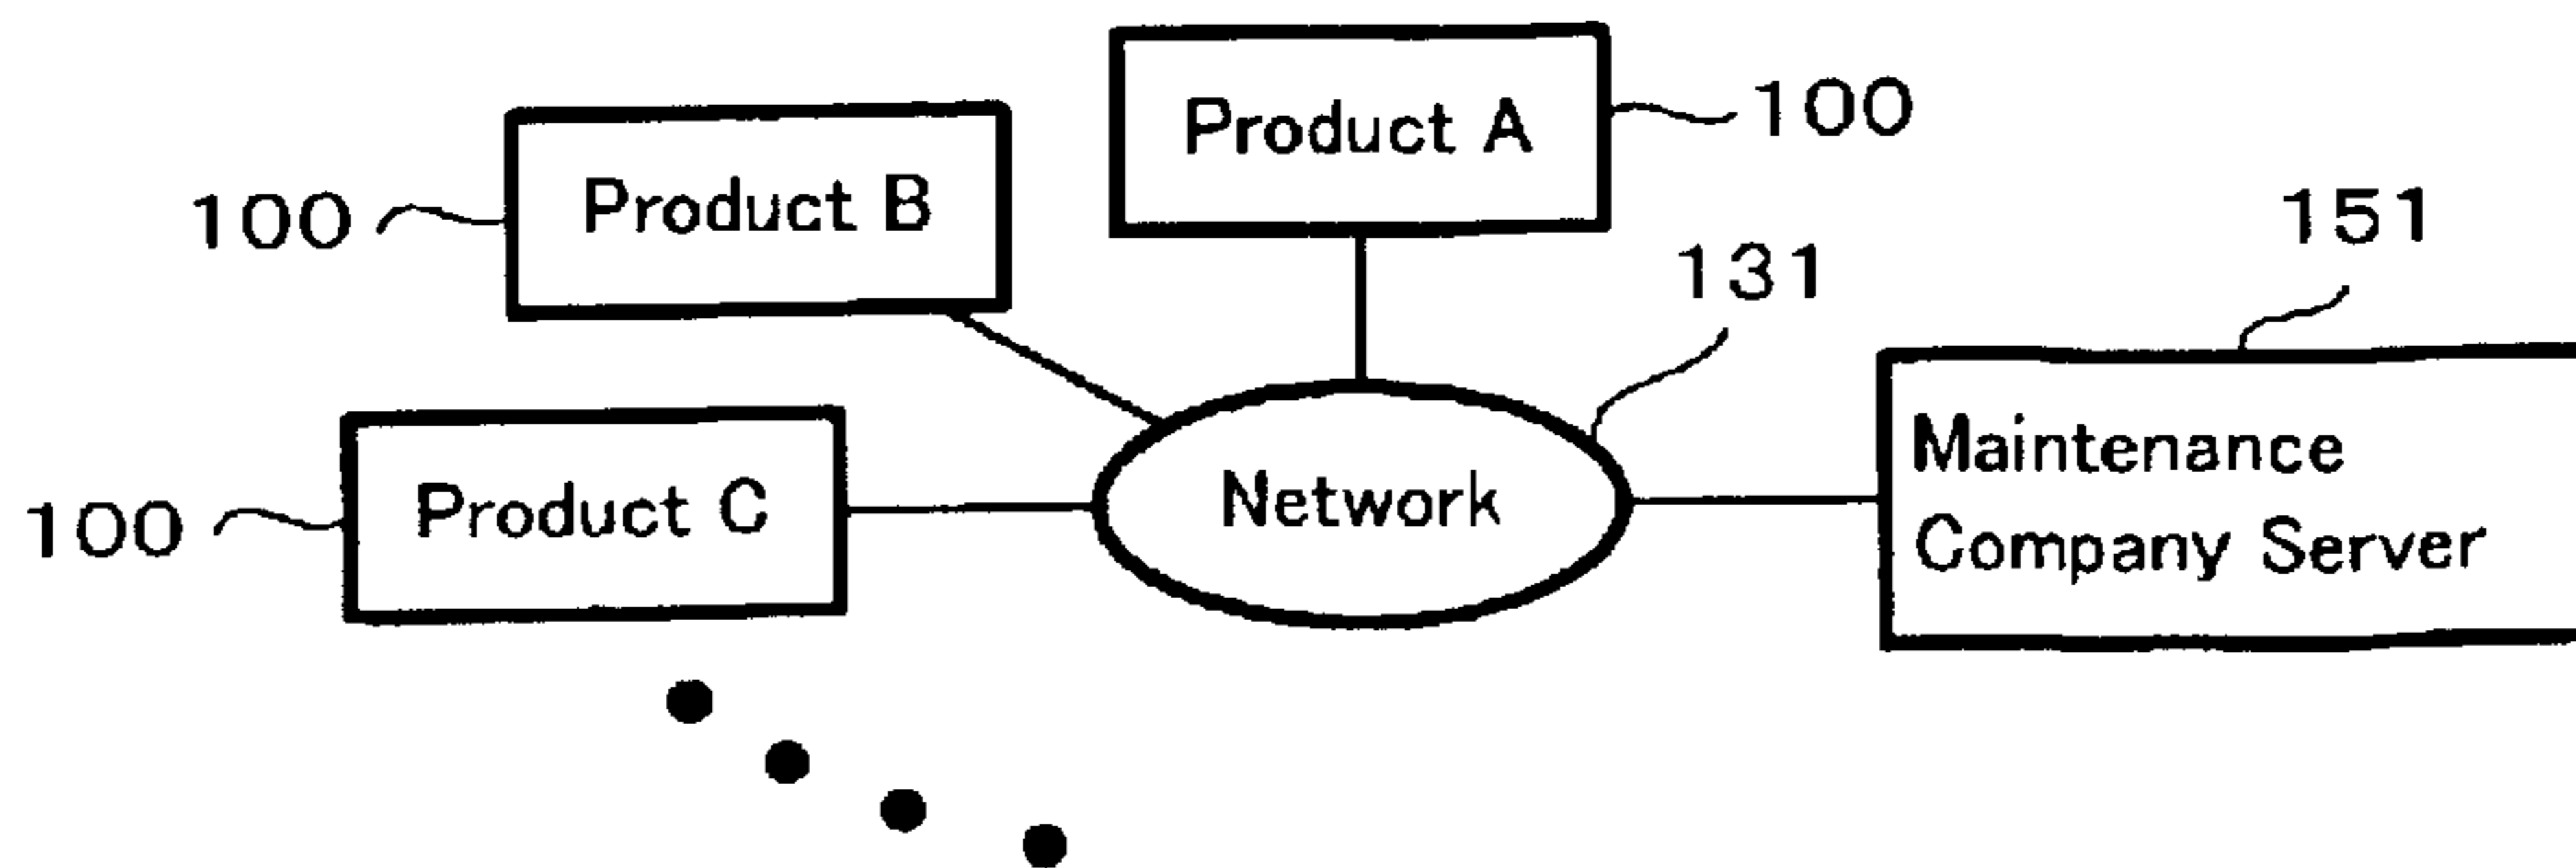 Product A
100
Product B
100
151
131
Maintenance
Company Server
Network
Product C
100